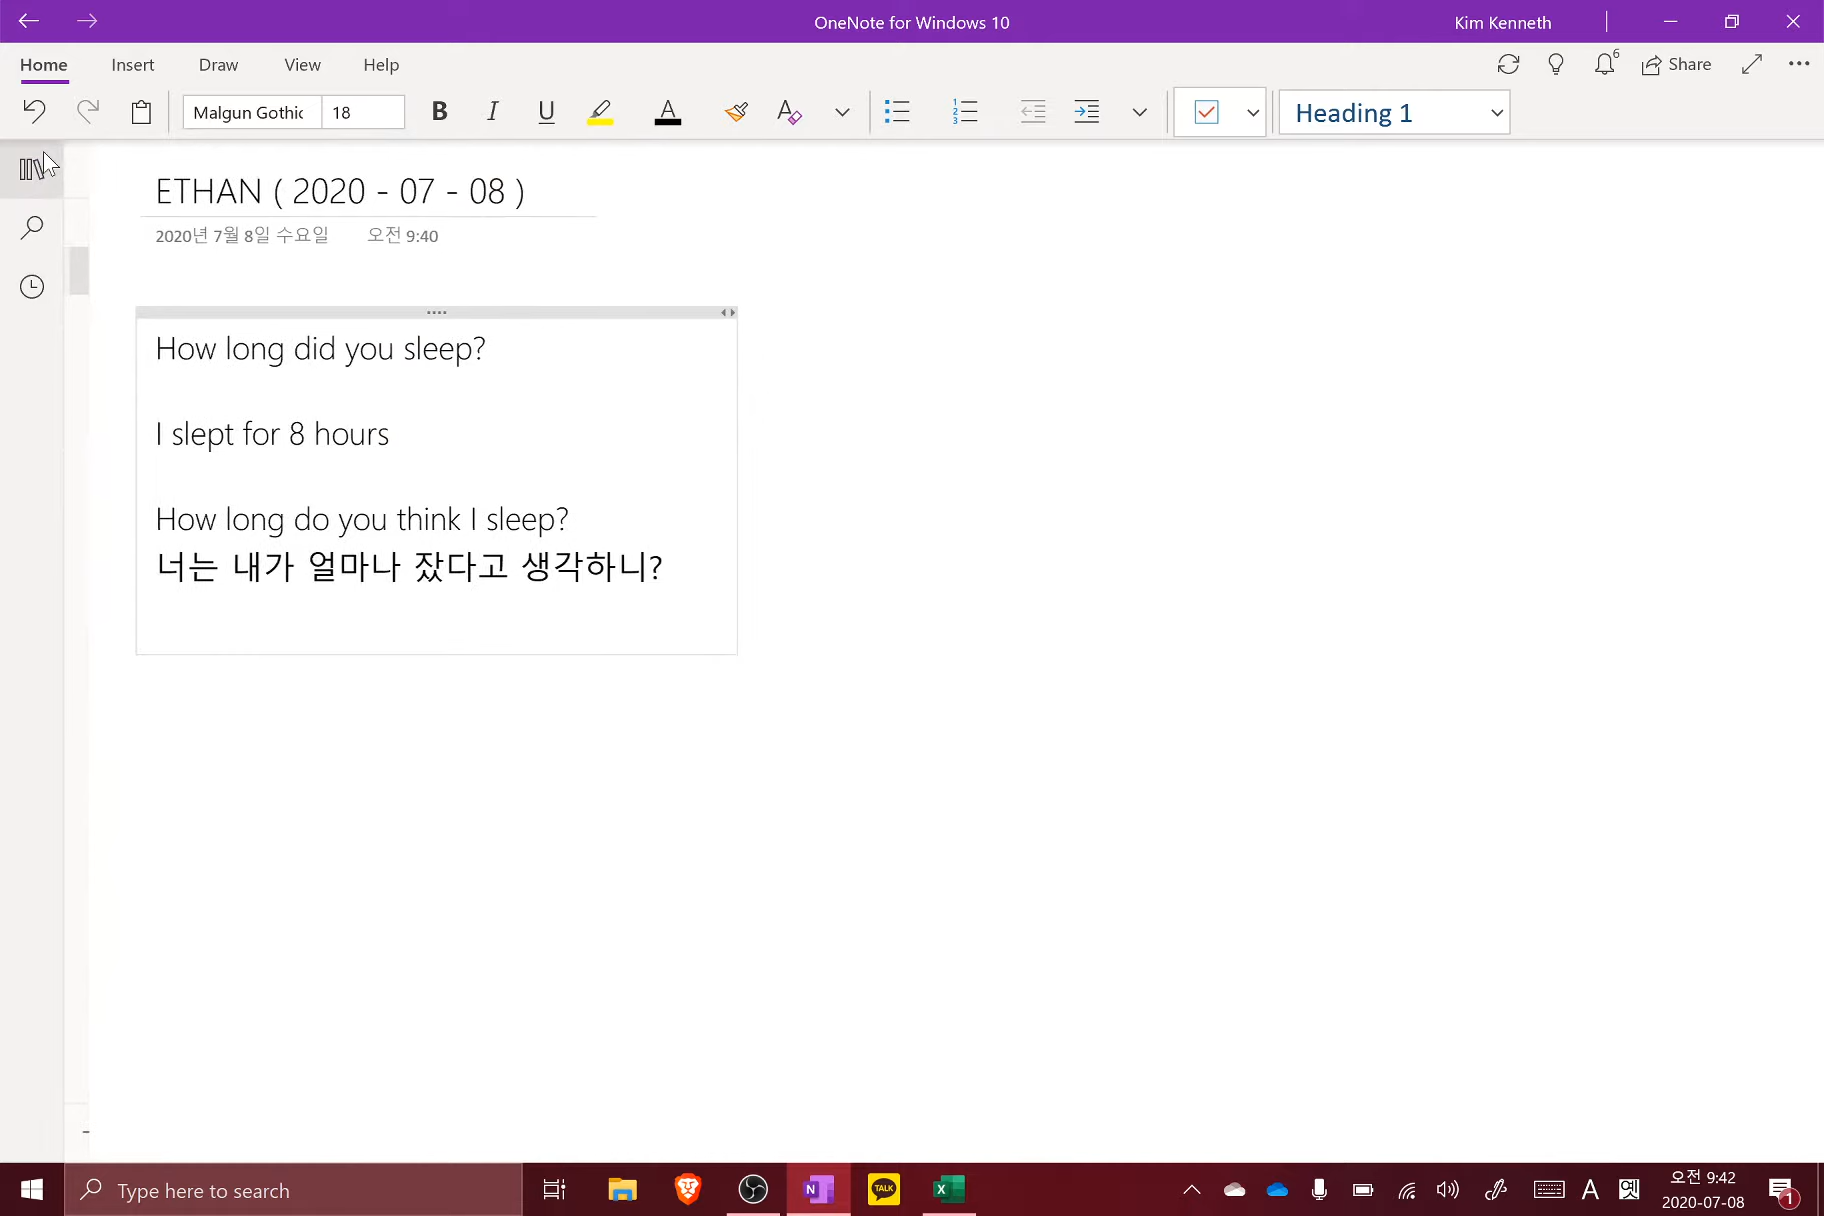 OneNote for Windows 10
Kim Kenneth
Home Insert Draw View Help
6
Share
Malgun Gothic 18 B I U A A
Heading 1
ETHAN ( 2020 - 07 - 08 )
2020년 7월 8일 수요일 오전 9:40
How long did you sleep?
I slept for 8 hours
How long do you think I sleep?
너는 내가 얼마나 잤다고 생각하니?
Type here to search
N
TALK
X
A
오전 9:42
2020-07-08
1